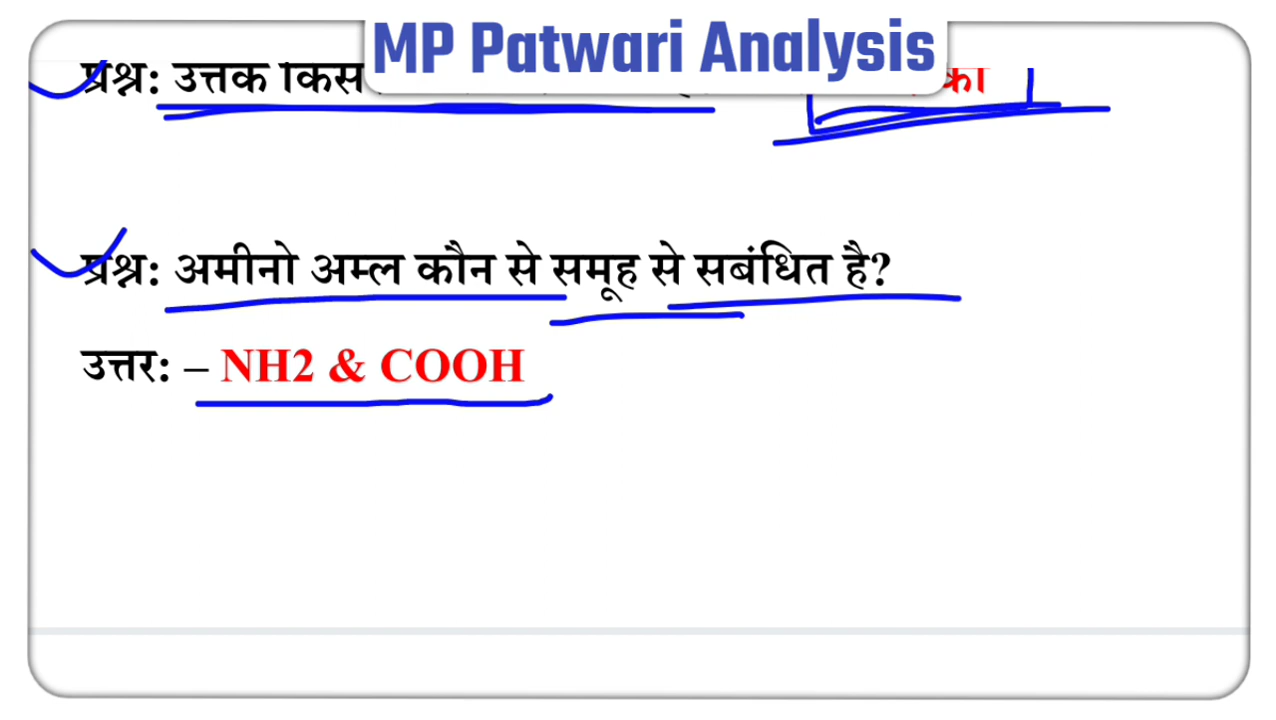 MP Patwari Analysis
प्रश्न: उत्तक किस
प्रश्न: अमीनो अम्ल कौन से समूह से सबंधित है?
उत्तर: – NH2 & COOH